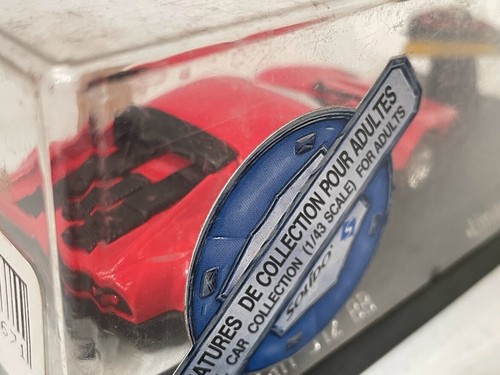 ATURES DE COLLECTION POUR ADULTES
CAR COLLECTION (1/43 SCALE) FOR ADULTS
SOLIDO